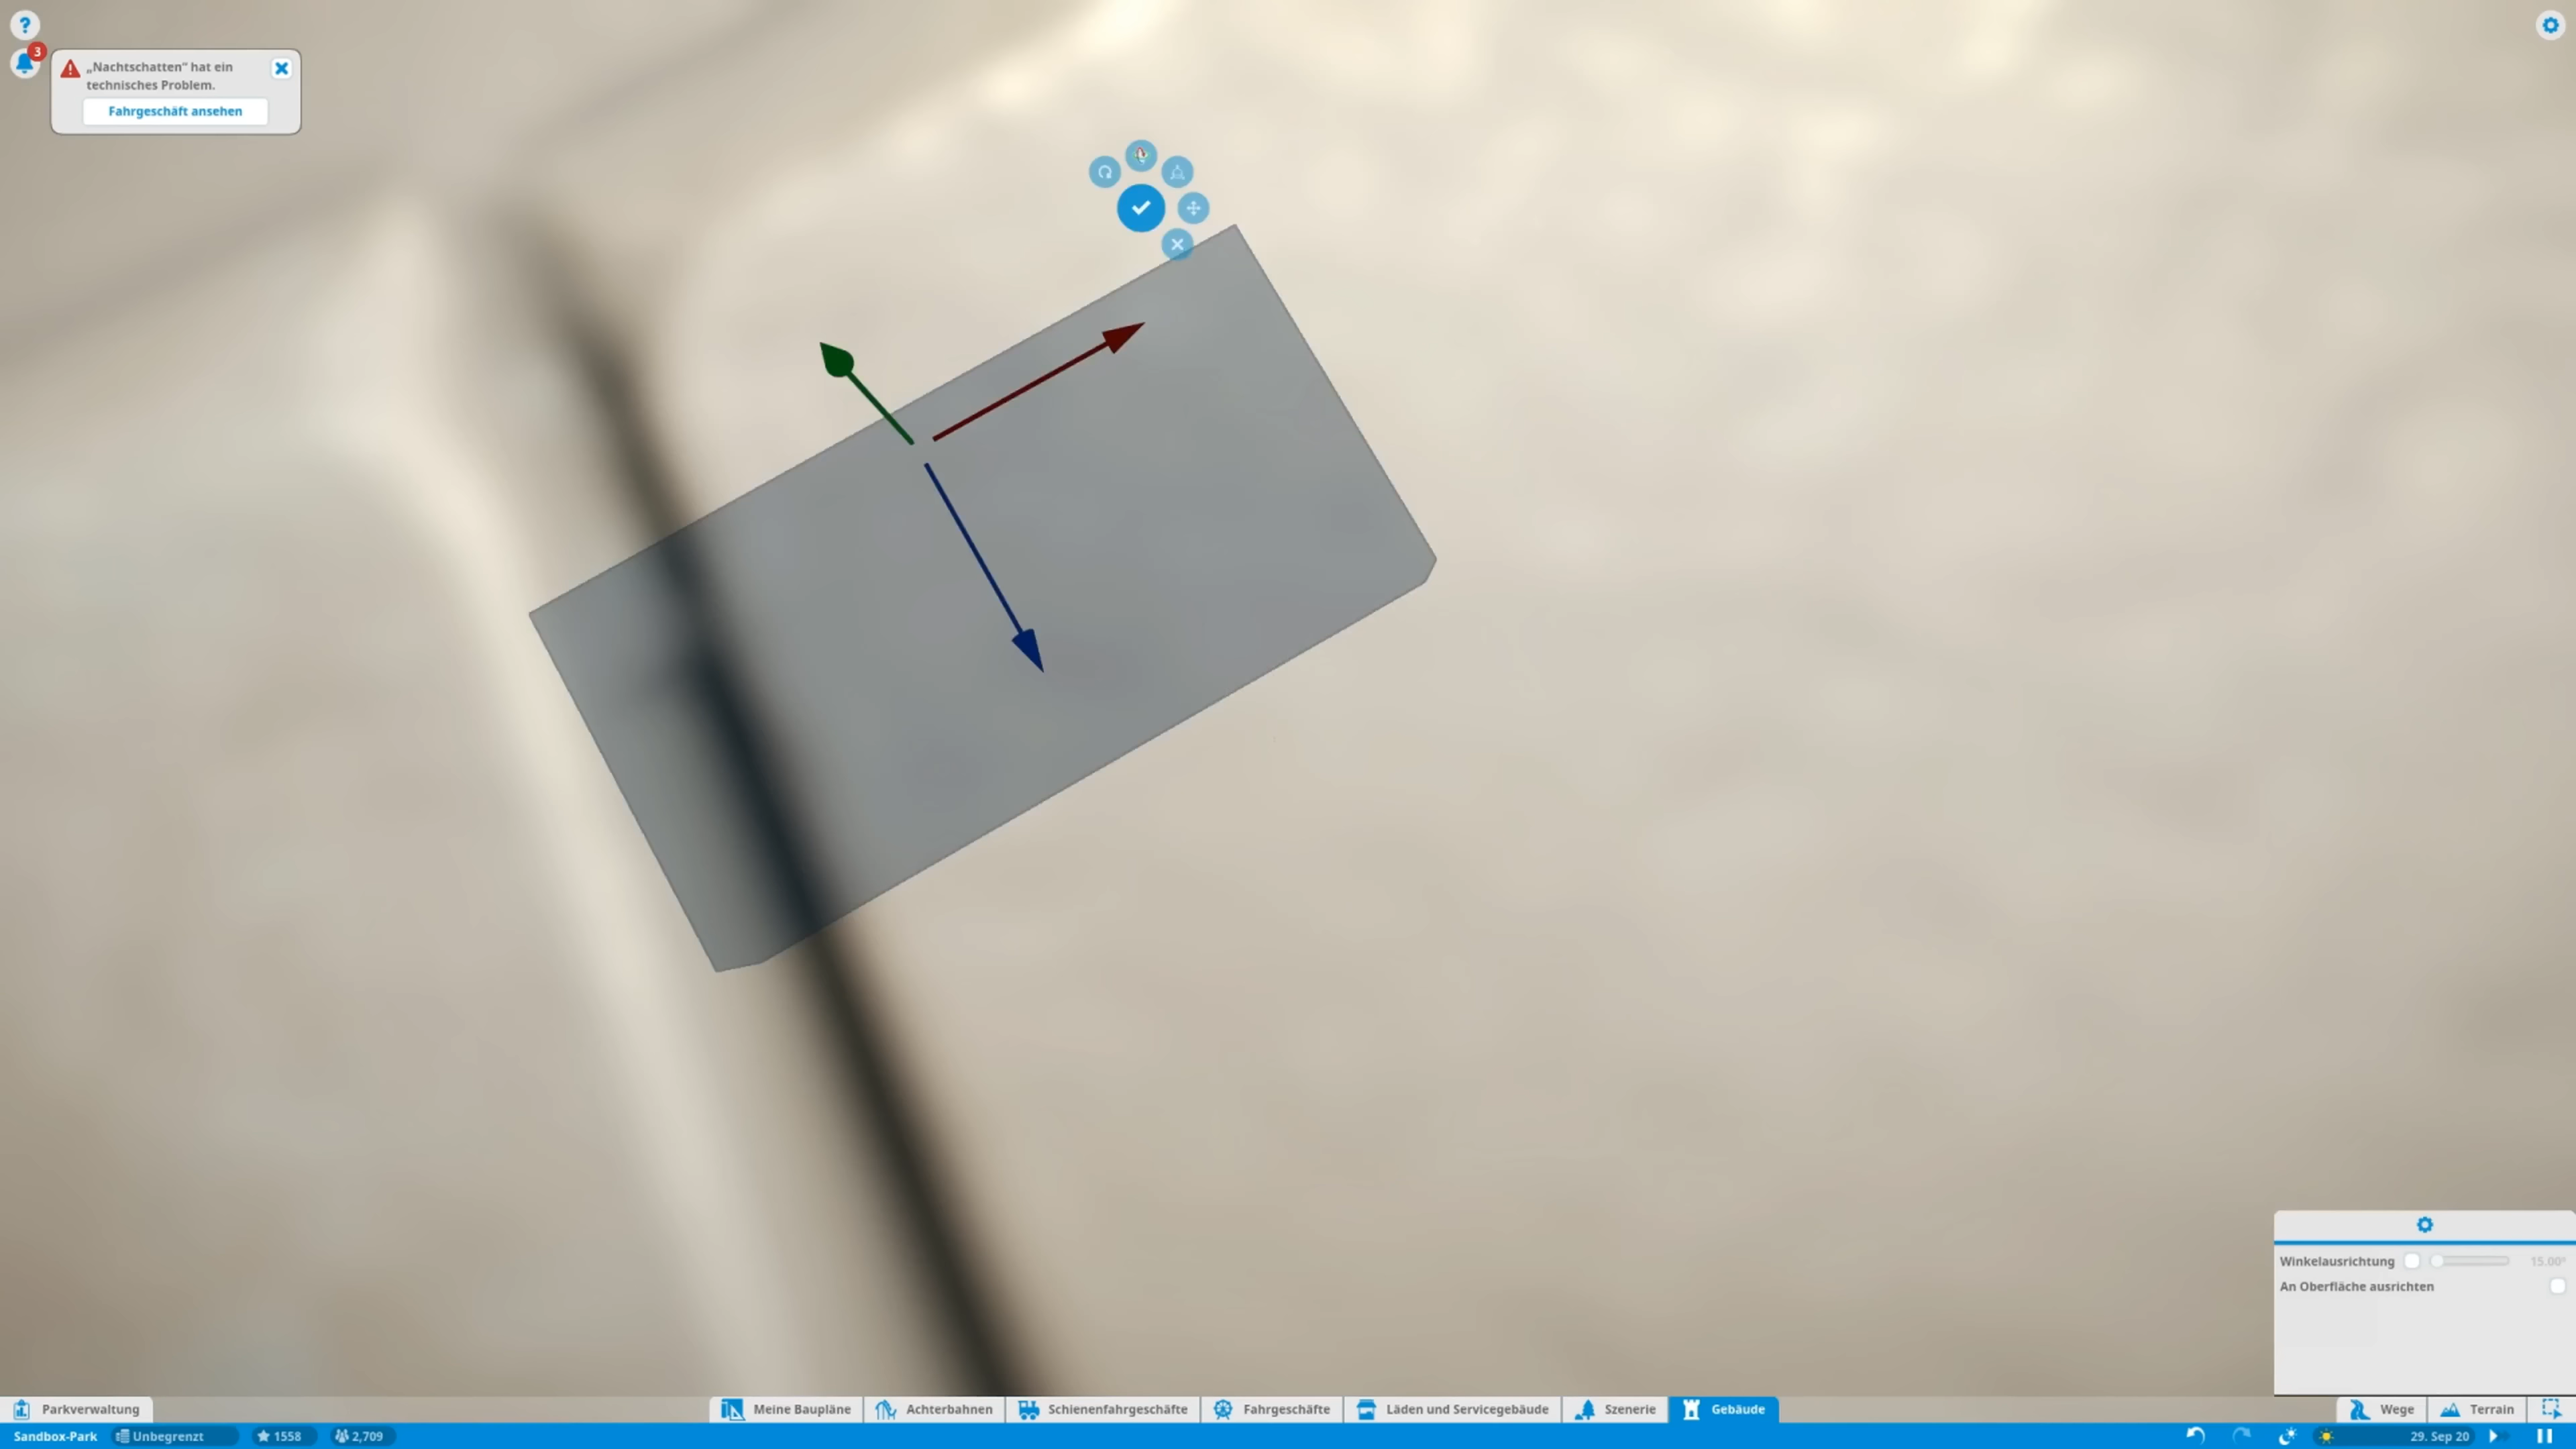 ?
3
„Nachtschatten“ hat ein
technisches Problem.
Fahrgeschäft ansehen
Winkelausrichtung 15.00°
An Oberfläche ausrichten
Parkverwaltung Meine Baupläne Achterbahnen Schienenfahrgeschäfte Fahrgeschäfte Läden und Servicegebäude Szenerie Gebäude Wege Terrain
Sandbox-Park Unbegrenzt 1558 2,709 29. Sep 20